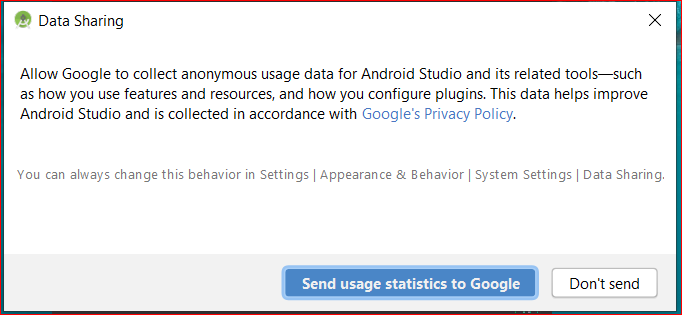 Data Sharing
Allow Google to collect anonymous usage data for Android Studio and its related tools—such
as how you use features and resources, and how you configure plugins. This data helps improve
Android Studio and is collected in accordance with Google's Privacy Policy.
You can always change this behavior in Settings | Appearance & Behavior | System Settings | Data Sharing.
Send usage statistics to Google
Don't send